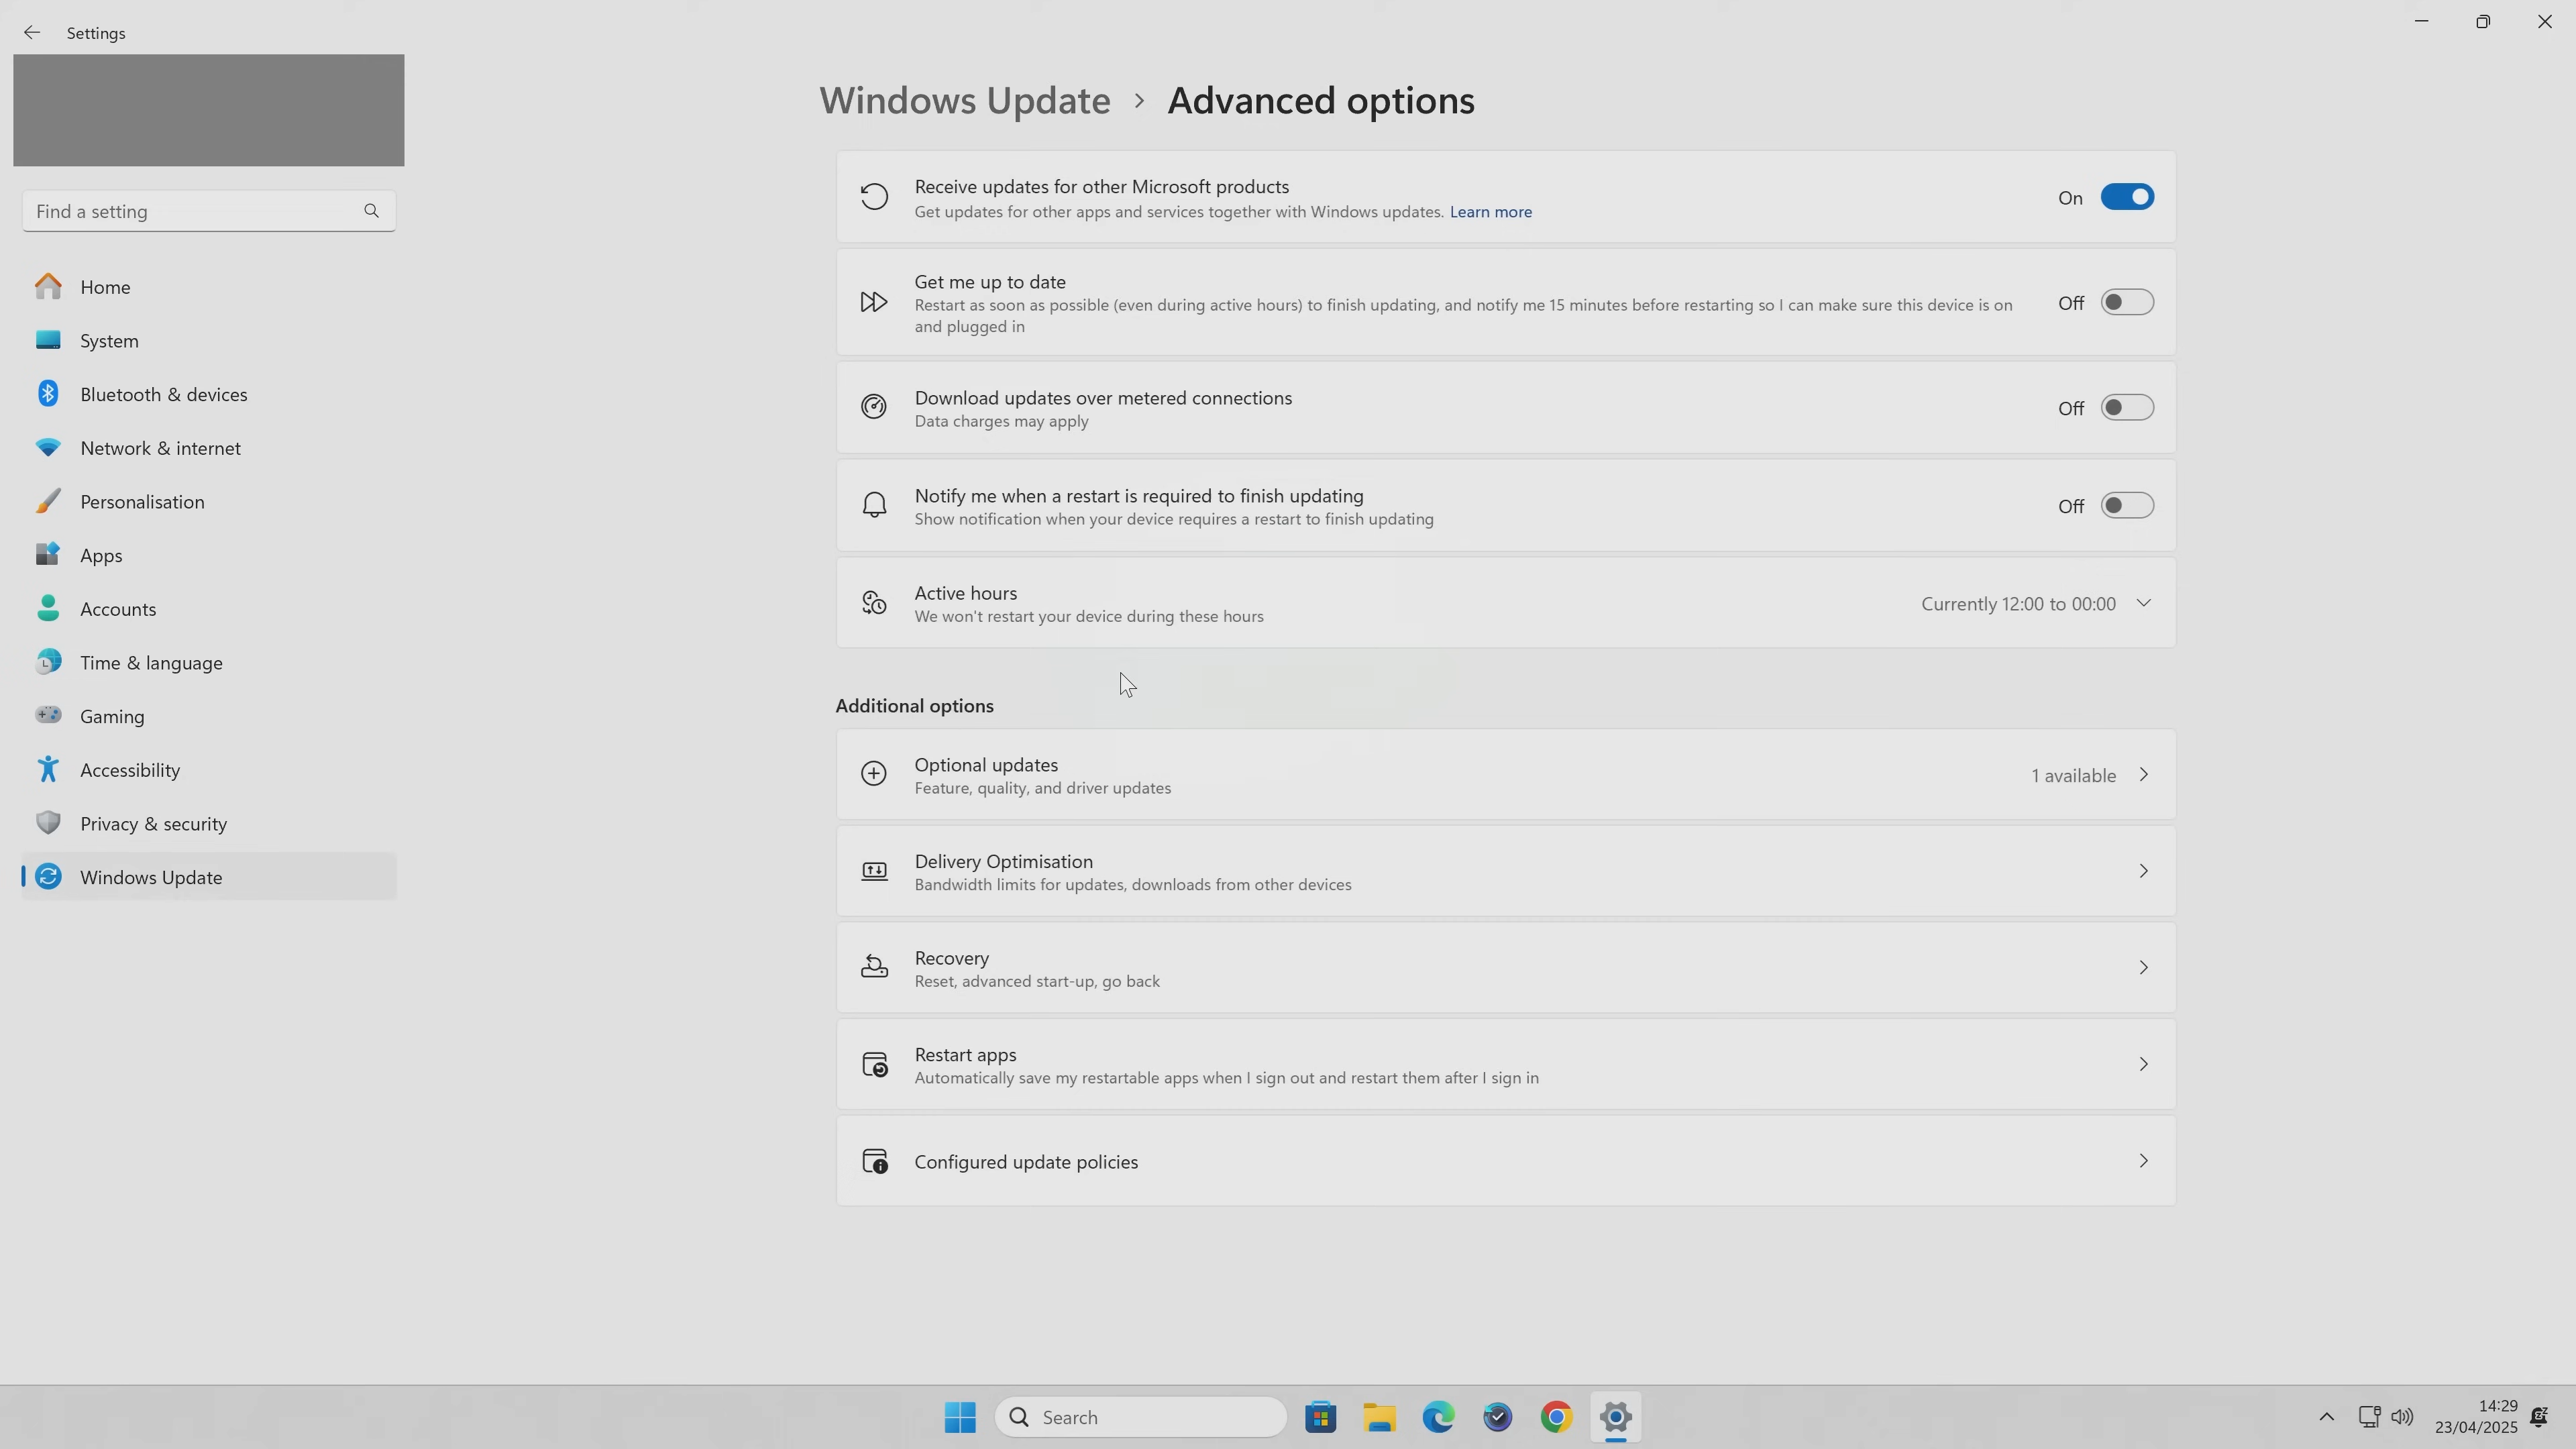 Settings
Find a setting
Home
System
Bluetooth & devices
Network & internet
Personalisation
Apps
Accounts
Time & language
Gaming
Accessibility
Privacy & security
Windows Update
Windows Update > Advanced options
Receive updates for other Microsoft products
Get updates for other apps and services together with Windows updates. Learn more
On
Get me up to date
Restart as soon as possible (even during active hours) to finish updating, and notify me 15 minutes before restarting so I can make sure this device is on
and plugged in
Off
Download updates over metered connections
Data charges may apply
Off
Notify me when a restart is required to finish updating
Show notification when your device requires a restart to finish updating
Off
Active hours
We won't restart your device during these hours
Currently 12:00 to 00:00
Additional options
Optional updates
Feature, quality, and driver updates
1 available
Delivery Optimisation
Bandwidth limits for updates, downloads from other devices
Recovery
Reset, advanced start-up, go back
Restart apps
Automatically save my restartable apps when I sign out and restart them after I sign in
Configured update policies
Search
14:29
23/04/2025